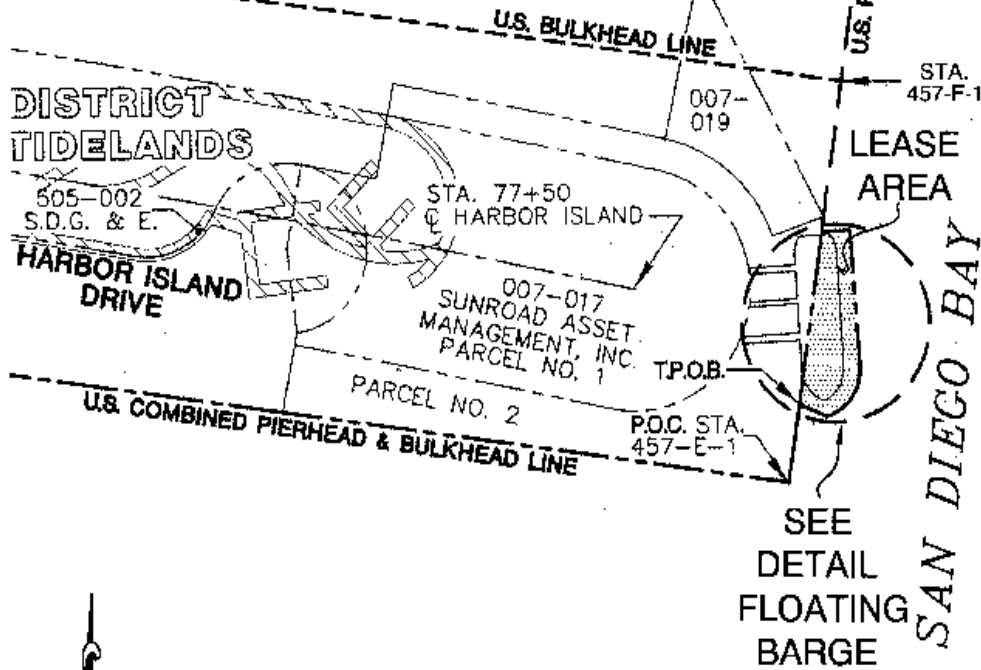 U.S. BULKHEAD LINE
U.S.
STA.
457-F-1
DISTRICT
TIDELANDS
007-
019
LEASE
AREA
605-002
S.D.G. & E.
STA. 77+50
℄ HARBOR ISLAND
HARBOR ISLAND
DRIVE
007-017
SUNROAD ASSET
MANAGEMENT, INC.
PARCEL NO. 1
T.P.O.B.
PARCEL NO. 2
P.O.C. STA.
457-E-1
U.S. COMBINED PIERHEAD & BULKHEAD LINE
SAN DIEGO BAY
SEE
DETAIL
FLOATING
BARGE